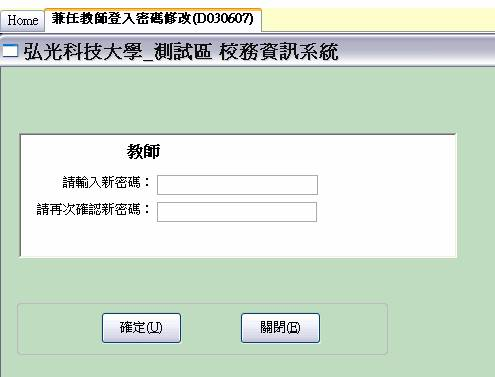 Home 兼任教師登入密碼修改(D030607)
弘光科技大學_測試區 校務資訊系統
教師
請輸入新密碼：
請再次確認新密碼：
確定(U) 關閉(E)